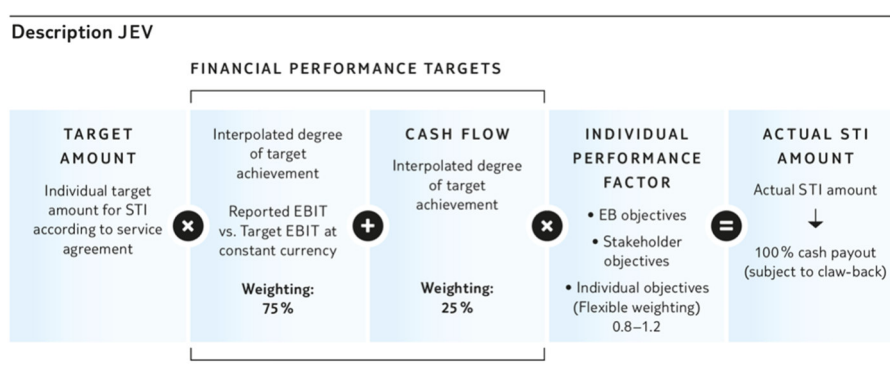 Description JEV
FINANCIAL PERFORMANCE TARGETS
TARGET
AMOUNT
Individual target
amount for STI
according to service
agreement
×
Interpolated degree
of target
achievement
Reported EBIT
vs. Target EBIT at
constant currency
Weighting:
75 %
+
CASH FLOW
Interpolated degree
of target
achievement
Weighting:
25 %
×
INDIVIDUAL
PERFORMANCE
FACTOR
• EB objectives
• Stakeholder
objectives
• Individual objectives
(Flexible weighting)
0.8–1.2
=
ACTUAL STI
AMOUNT
Actual STI amount
↓
100 % cash payout
(subject to claw-back)